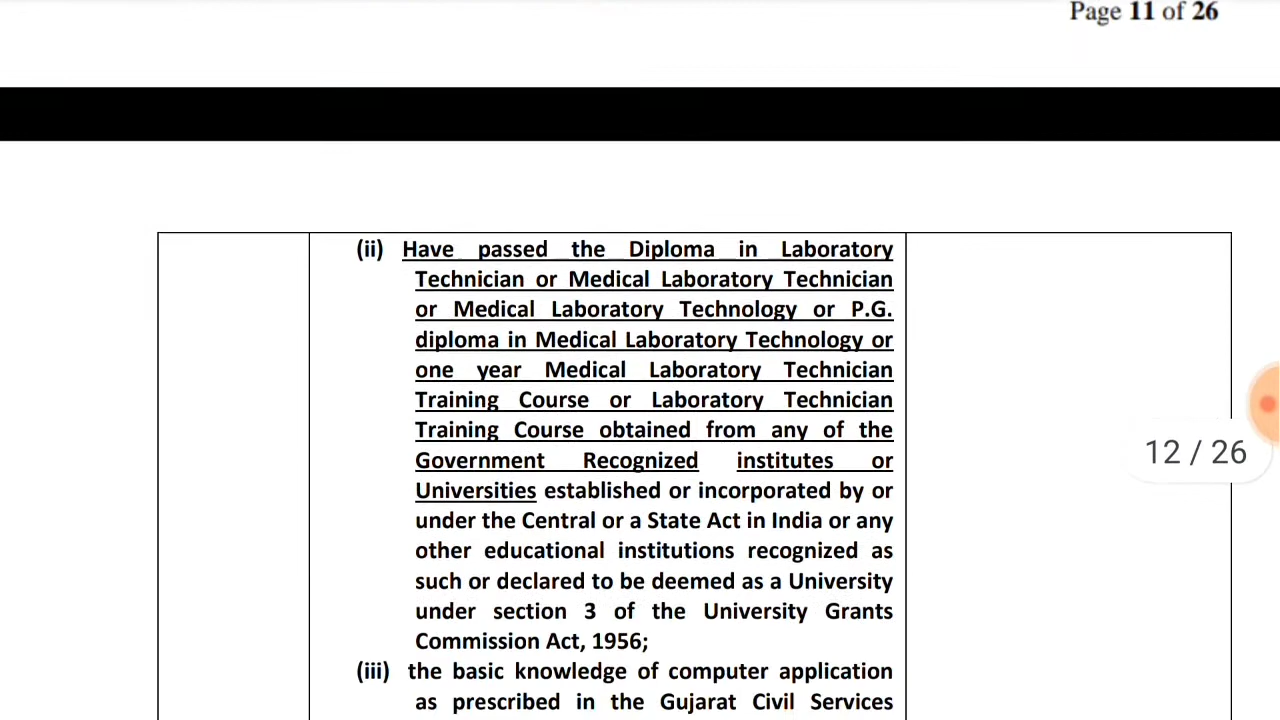 Page 11 of 26
(ii) Have passed the Diploma in Laboratory
Technician or Medical Laboratory Technician
or Medical Laboratory Technology or P.G.
diploma in Medical Laboratory Technology or
one year Medical Laboratory Technician
Training Course or Laboratory Technician
Training Course obtained from any of the
Government Recognized institutes or
Universities established or incorporated by or
under the Central or a State Act in India or any
other educational institutions recognized as
such or declared to be deemed as a University
under section 3 of the University Grants
Commission Act, 1956;
(iii) the basic knowledge of computer application
as prescribed in the Gujarat Civil Services
12 / 26